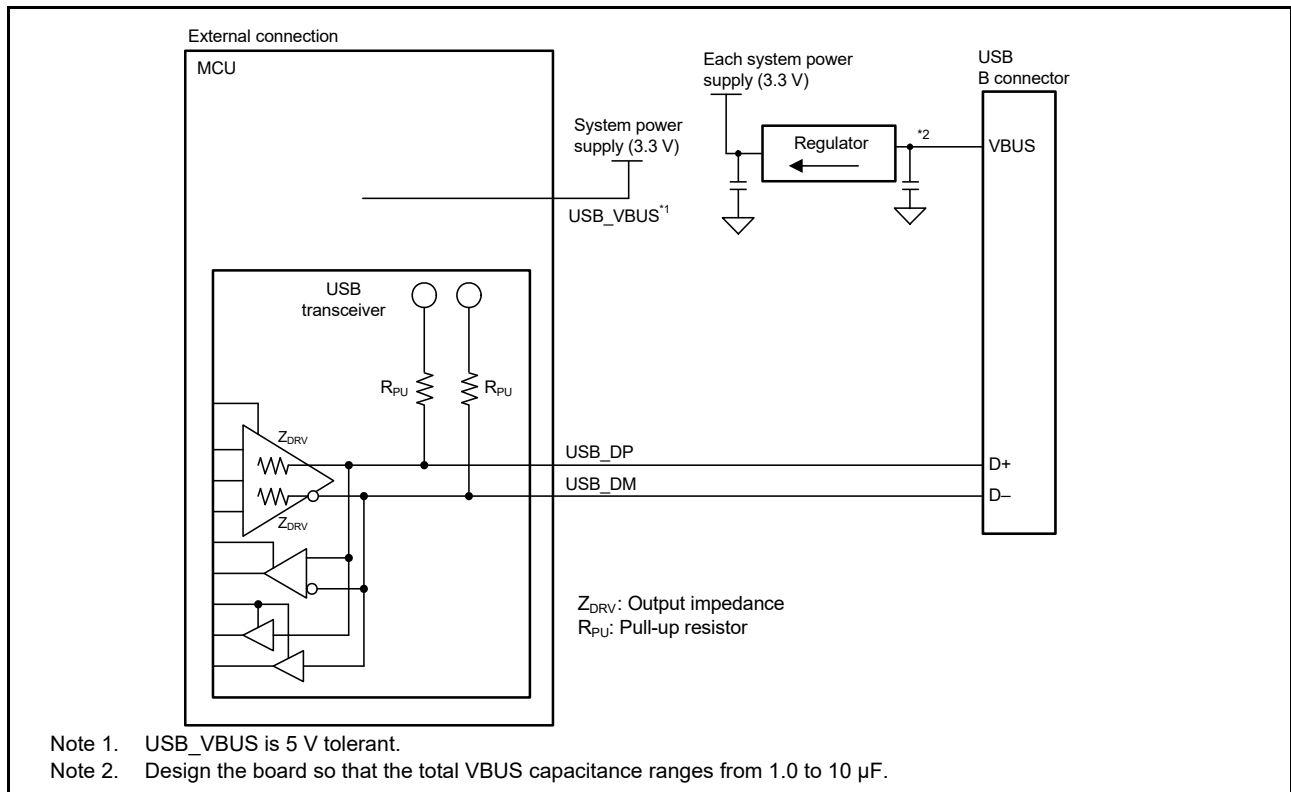 External connection
MCU
Each system power
supply (3.3 V)
USB
B connector
System power
supply (3.3 V)
Regulator
*2
VBUS
USB_VBUS*1
USB
transceiver
RPU
RPU
ZDRV
USB_DP
D+
USB_DM
D–
ZDRV
ZDRV: Output impedance
RPU: Pull-up resistor
Note 1. USB_VBUS is 5 V tolerant.
Note 2. Design the board so that the total VBUS capacitance ranges from 1.0 to 10 µF.